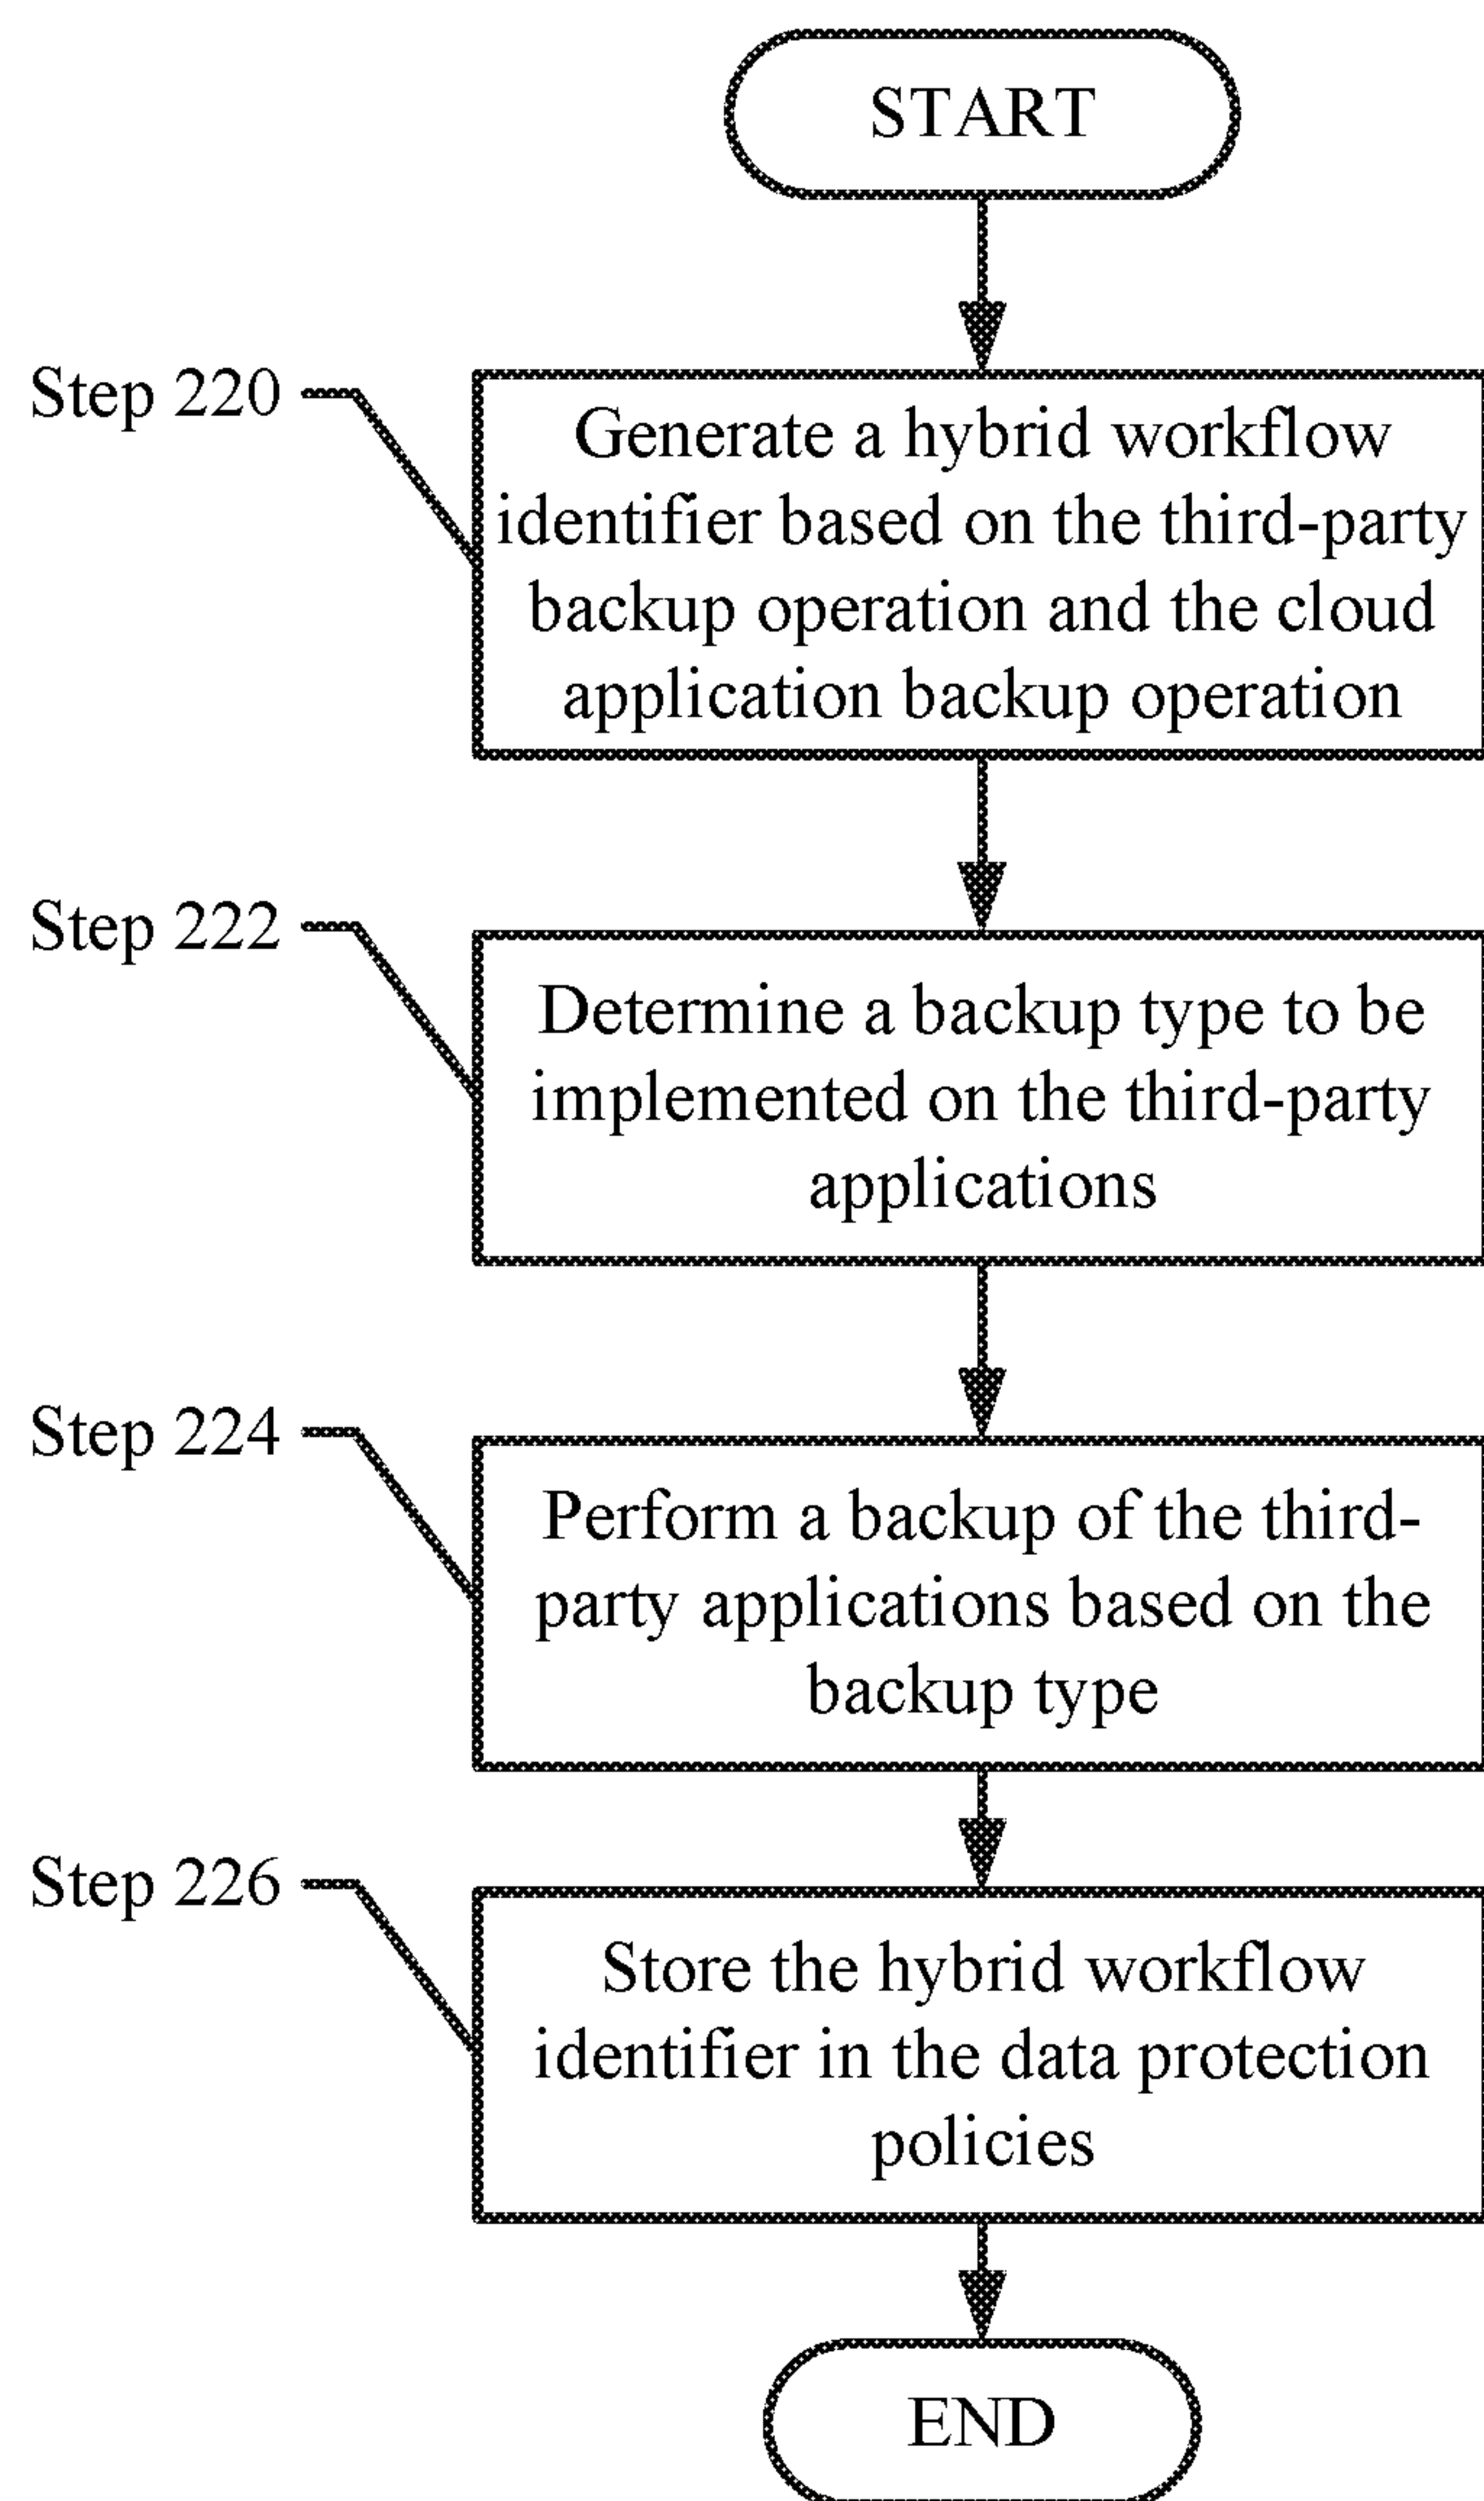 START
Step 220
Generate a hybrid workflow
identifier based on the third-party
backup operation and the cloud
application backup operation
Step 222
Determine a backup type to be
implemented on the third-party
applications
Step 224
Perform a backup of the third-
party applications based on the
backup type
Step 226
Store the hybrid workflow
identifier in the data protection
policies
END